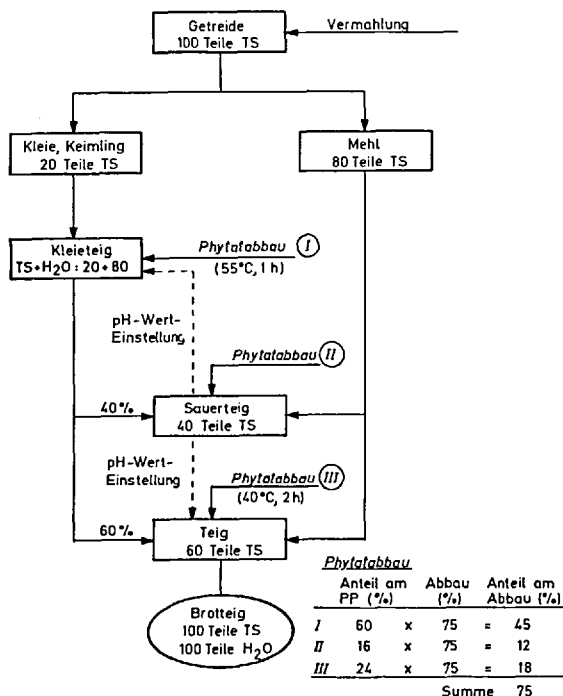 Getreide
100 Teile TS
Vermahlung
Kleie, Keimling
20 Teile TS
Mehl
80 Teile TS
Kleieteig
TS+H₂O : 20+80
Phytatabbau I
(55°C, 1 h)
pH-Wert-
Einstellung
Phytatabbau II
40%
Sauerteig
40 Teile TS
pH-Wert-
Einstellung
Phytatabbau III
(40°C, 2h)
60%
Teig
60 Teile TS
Brotteig
100 Teile TS
100 Teile H₂O
Phytatabbau
Anteil am Abbau Anteil am
PP (%) (%) Abbau (%)
I 60 x 75 = 45
II 16 x 75 = 12
III 24 x 75 = 18
Summe 75